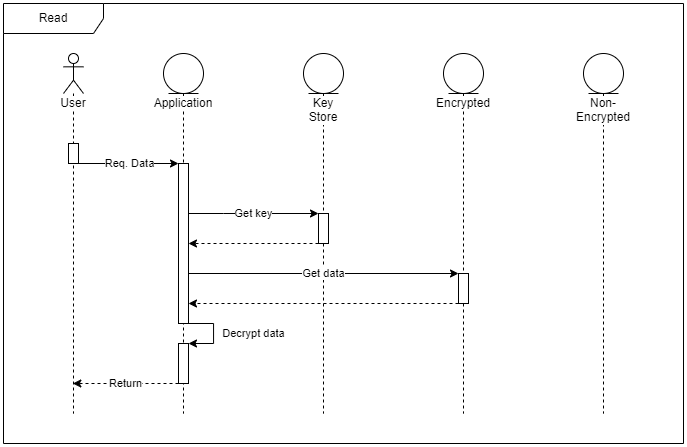 Read
User
Application
Key
Store
Encrypted
Non-
Encrypted
Req. Data
Get key
Get data
Decrypt data
Return